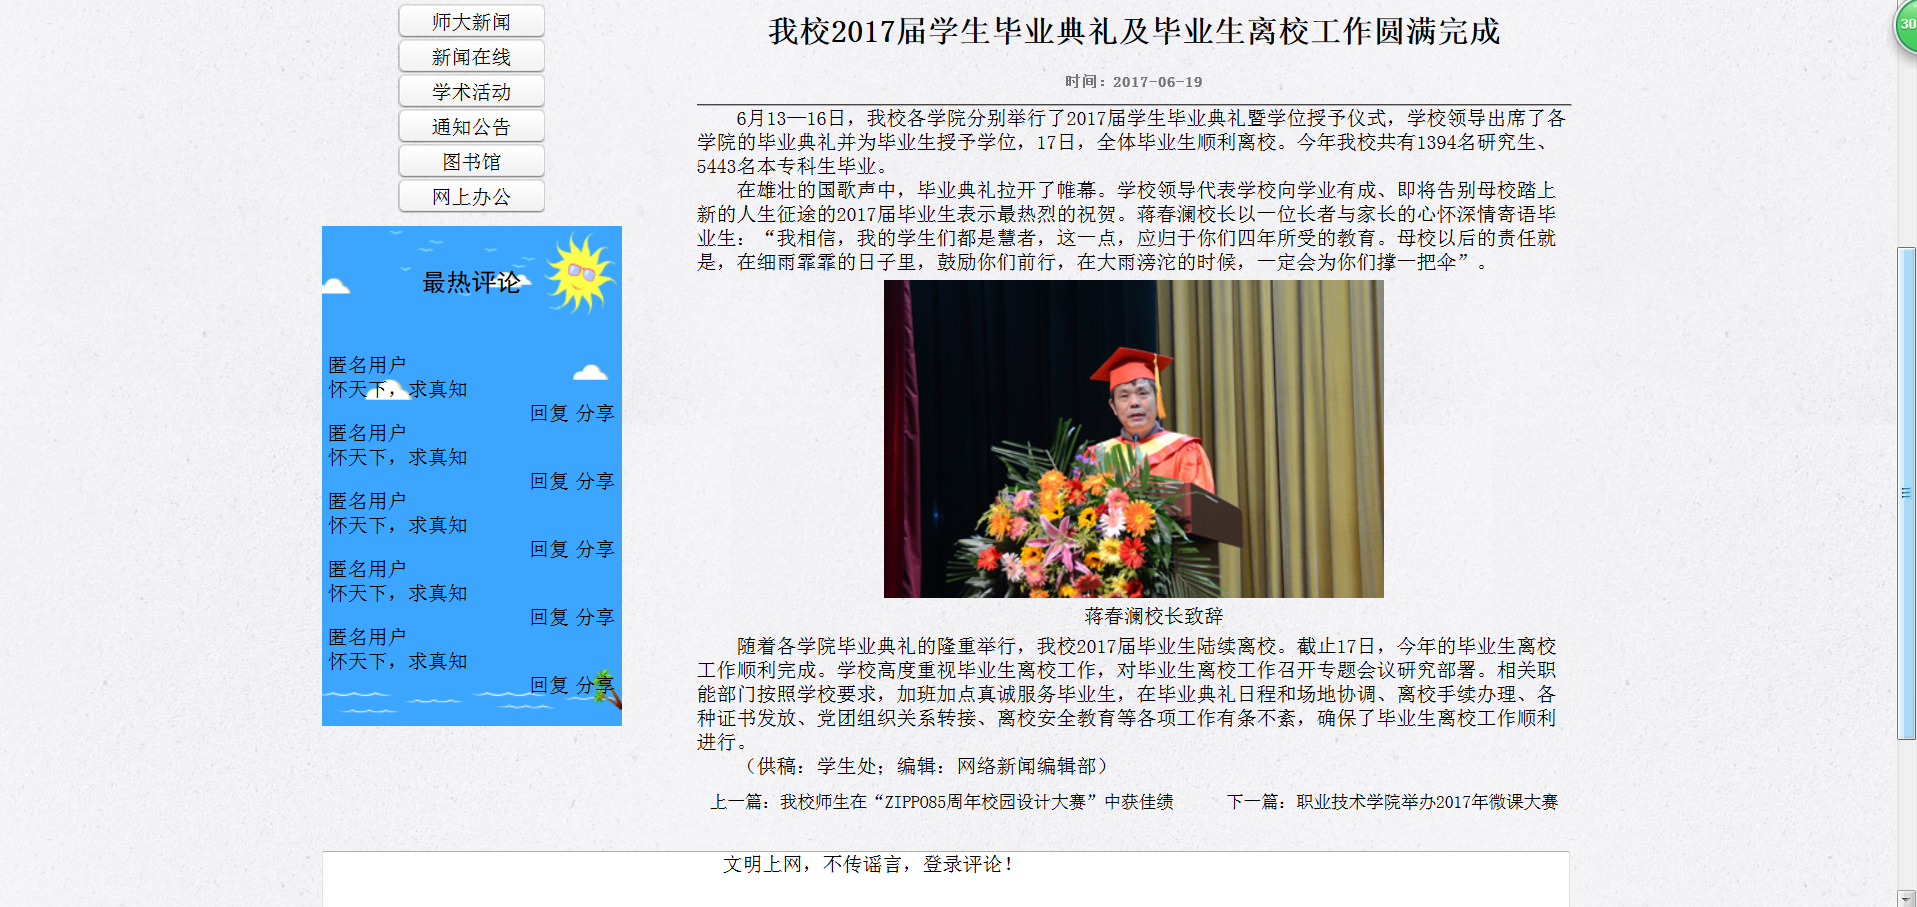 师大新闻
新闻在线
学术活动
通知公告
图书馆
网上办公
最热评论
匿名用户
怀天下，求真知
回复 分享
匿名用户
怀天下，求真知
回复 分享
匿名用户
怀天下，求真知
回复 分享
匿名用户
怀天下，求真知
回复 分享
匿名用户
怀天下，求真知
回复 分享
我校2017届学生毕业典礼及毕业生离校工作圆满完成
时间：2017-06-19
6月13—16日，我校各学院分别举行了2017届学生毕业典礼暨学位授予仪式，学校领导出席了各
学院的毕业典礼并为毕业生授予学位，17日，全体毕业生顺利离校。今年我校共有1394名研究生、
5443名本专科生毕业。
在雄壮的国歌声中，毕业典礼拉开了帷幕。学校领导代表学校向学业有成、即将告别母校踏上
新的人生征途的2017届毕业生表示最热烈的祝贺。蒋春澜校长以一位长者与家长的心怀深情寄语毕
业生：“我相信，我的学生们都是慧者，这一点，应归于你们四年所受的教育。母校以后的责任就
是，在细雨霏霏的日子里，鼓励你们前行，在大雨滂沱的时候，一定会为你们撑一把伞”。
蒋春澜校长致辞
随着各学院毕业典礼的隆重举行，我校2017届毕业生陆续离校。截止17日，今年的毕业生离校
工作顺利完成。学校高度重视毕业生离校工作，对毕业生离校工作召开专题会议研究部署。相关职
能部门按照学校要求，加班加点真诚服务毕业生，在毕业典礼日程和场地协调、离校手续办理、各
种证书发放、党团组织关系转接、离校安全教育等各项工作有条不紊，确保了毕业生离校工作顺利
进行。
（供稿：学生处；编辑：网络新闻编辑部）
上一篇：我校师生在“ZIPPO85周年校园设计大赛”中获佳绩
下一篇：职业技术学院举办2017年微课大赛
文明上网，不传谣言，登录评论！
30